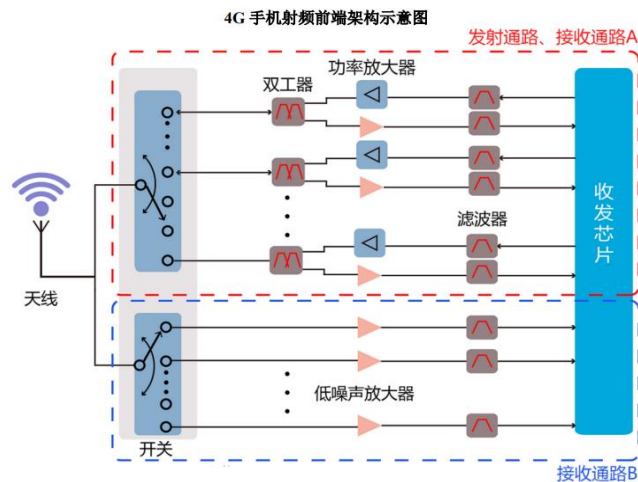 4G 手机射频前端架构示意图
发射通路、接收通路A
功率放大器
双工器
滤波器
收发芯片
天线
低噪声放大器
开关
接收通路B